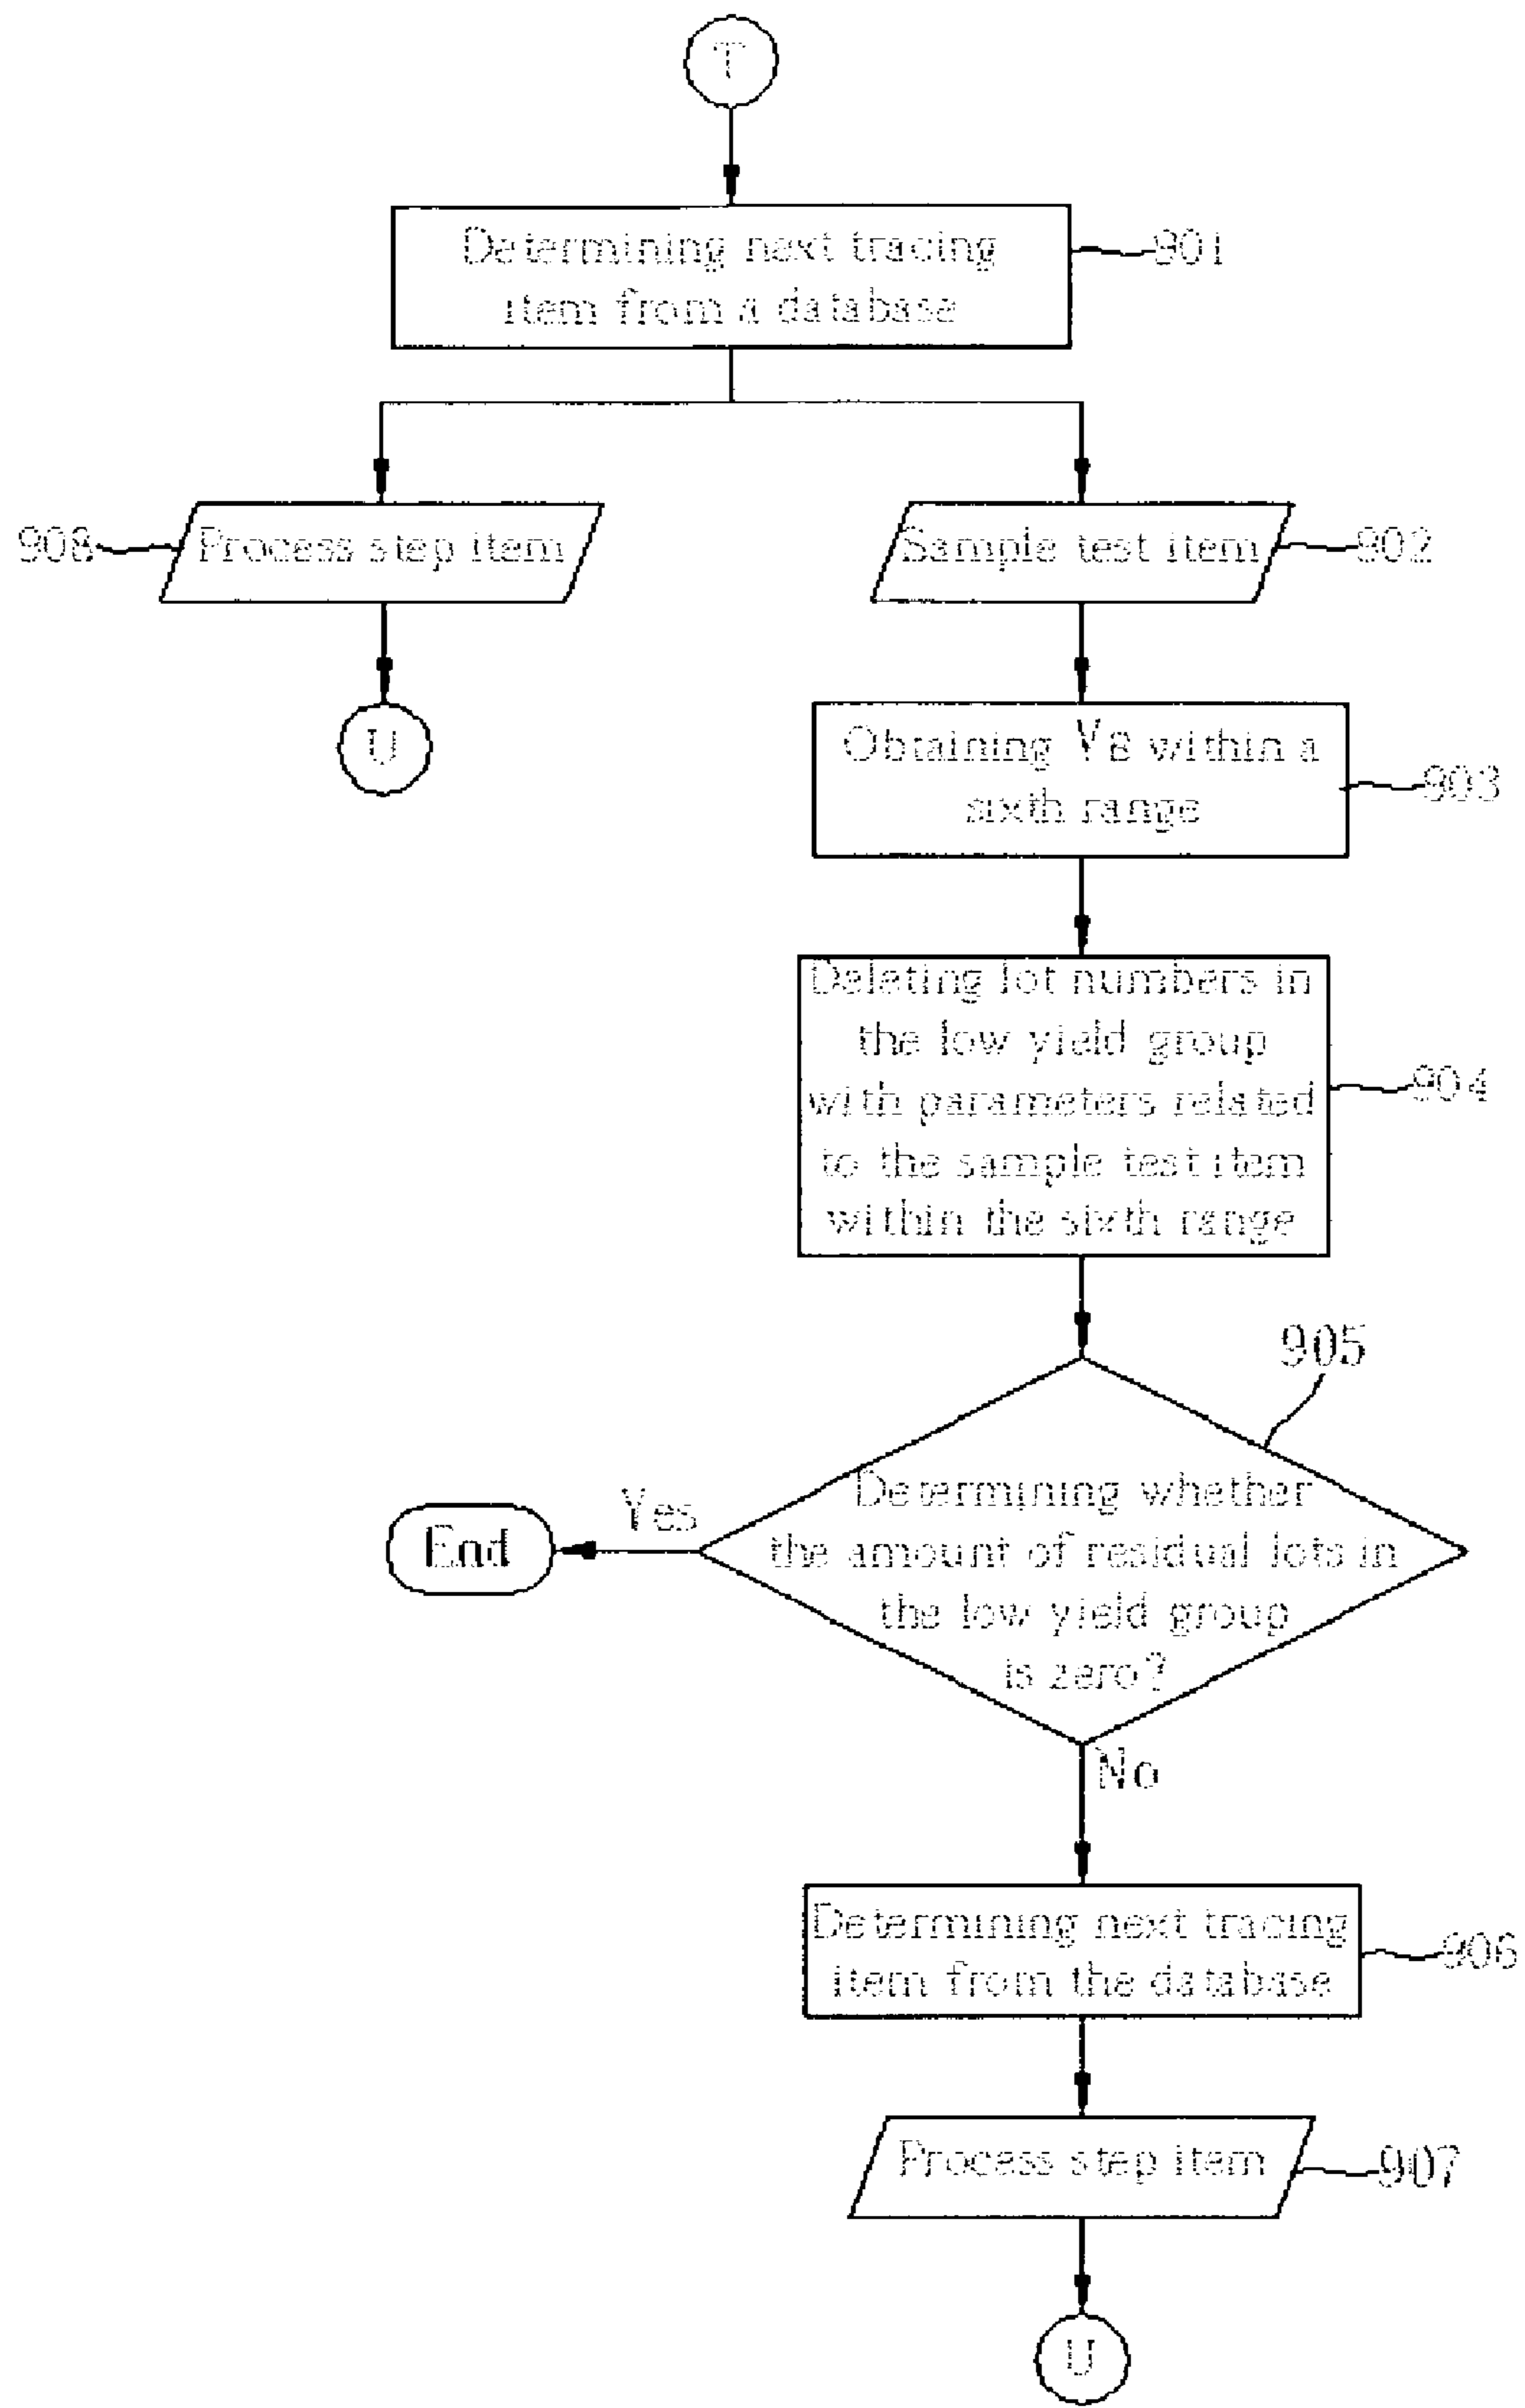 T
Determining next tracing
item from a database
901
908
Process step item
Sample test item
902
U
Obtaining V8 within a
sixth range
903
Deleting lot numbers in
the low yield group
with parameters related
to the sample test item
within the sixth range
904
905
Determining whether
the amount of residual lots in
the low yield group
is zero?
Yes
End
No
Determining next tracing
item from the database
906
Process step item
907
U